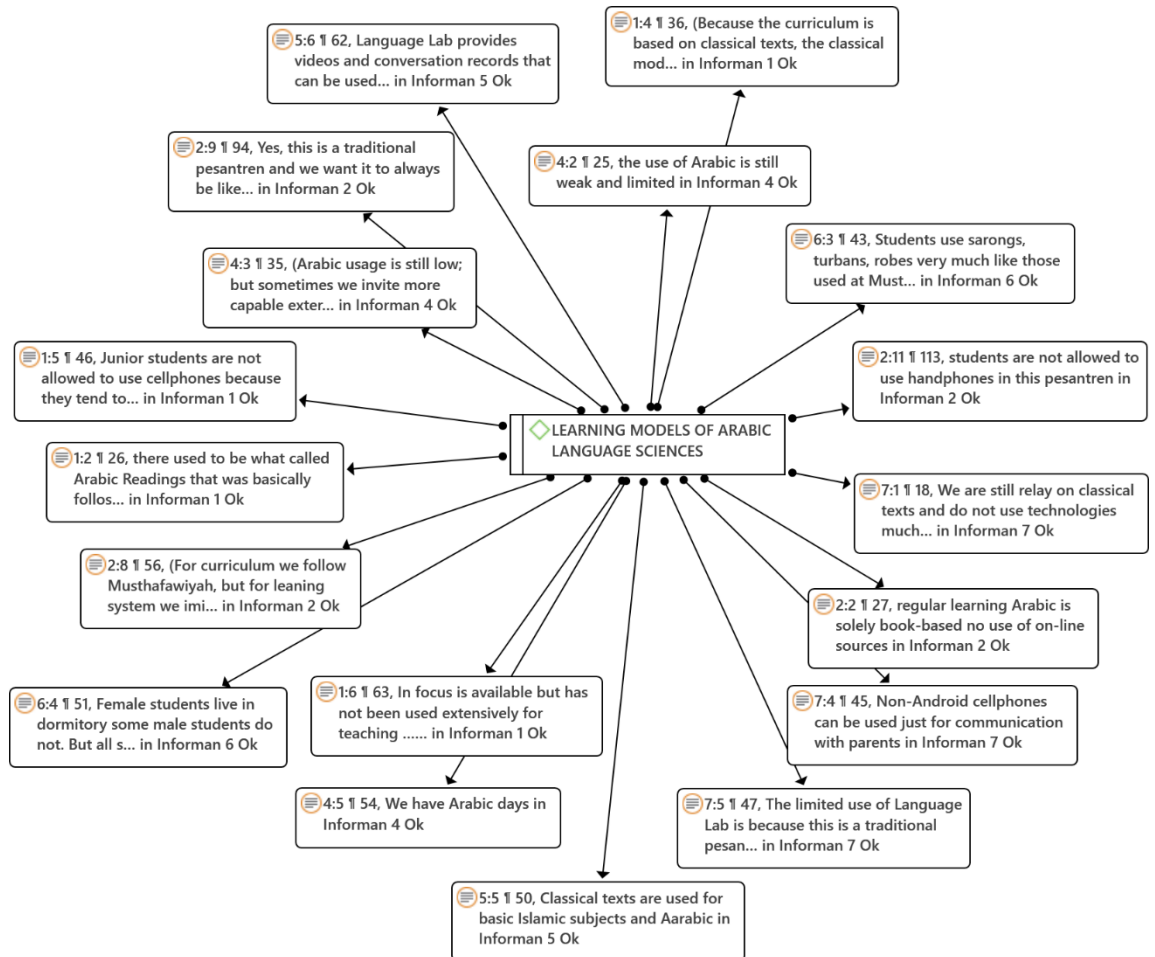 1:4 ¶ 36, (Because the curriculum is
based on classical texts, the classical
mod... in Informan 1 Ok
5:6 ¶ 62, Language Lab provides
videos and conversation records that
can be used... in Informan 5 Ok
2:9 ¶ 94, Yes, this is a traditional
pesantren and we want it to always
be like... in Informan 2 Ok
4:2 ¶ 25, the use of Arabic is still
weak and limited in Informan 4 Ok
6:3 ¶ 43, Students use sarongs,
turbans, robes very much like those
used at Must... in Informan 6 Ok
4:3 ¶ 35, (Arabic usage is still low;
but sometimes we invite more
capable exter... in Informan 4 Ok
1:5 ¶ 46, Junior students are not
allowed to use cellphones because
they tend to... in Informan 1 Ok
2:11 ¶ 113, students are not allowed to
use handphones in this pesantren in
Informan 2 Ok
LEARNING MODELS OF ARABIC
LANGUAGE SCIENCES
1:2 ¶ 26, there used to be what called
Arabic Readings that was basically
follos... in Informan 1 Ok
7:1 ¶ 18, We are still relay on classical
texts and do not use technologies
much... in Informan 7 Ok
2:8 ¶ 56, (For curriculum we follow
Musthafawiyah, but for leaning
system we imi... in Informan 2 Ok
2:2 ¶ 27, regular learning Arabic is
solely book-based no use of on-line
sources in Informan 2 Ok
6:4 ¶ 51, Female students live in
dormitory some male students do
not. But all s... in Informan 6 Ok
1:6 ¶ 63, In focus is available but has
not been used extensively for
teaching ...... in Informan 1 Ok
7:4 ¶ 45, Non-Android cellphones
can be used just for communication
with parents in Informan 7 Ok
4:5 ¶ 54, We have Arabic days in
Informan 4 Ok
7:5 ¶ 47, The limited use of Language
Lab is because this is a traditional
pesan... in Informan 7 Ok
5:5 ¶ 50, Classical texts are used for
basic Islamic subjects and Aarabic in
Informan 5 Ok